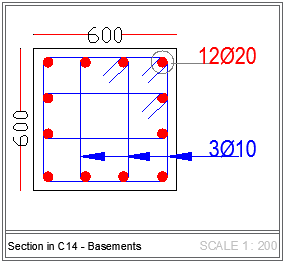 600
12Ø20
600
3Ø10
Section in C14 - Basements
SCALE 1 : 200